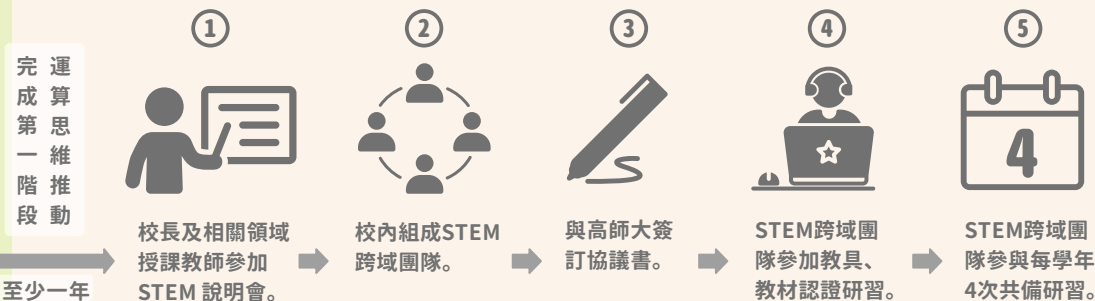 運算思維推動
完成第一階段
至少一年
1
校長及相關領域
授課教師參加
STEM 說明會。
2
校內組成STEM
跨域團隊。
3
與高師大簽
訂協議書。
4
STEM跨域團
隊參加教具、
教材認證研習。
5
4
STEM跨域團
隊參與每學年
4次共備研習。